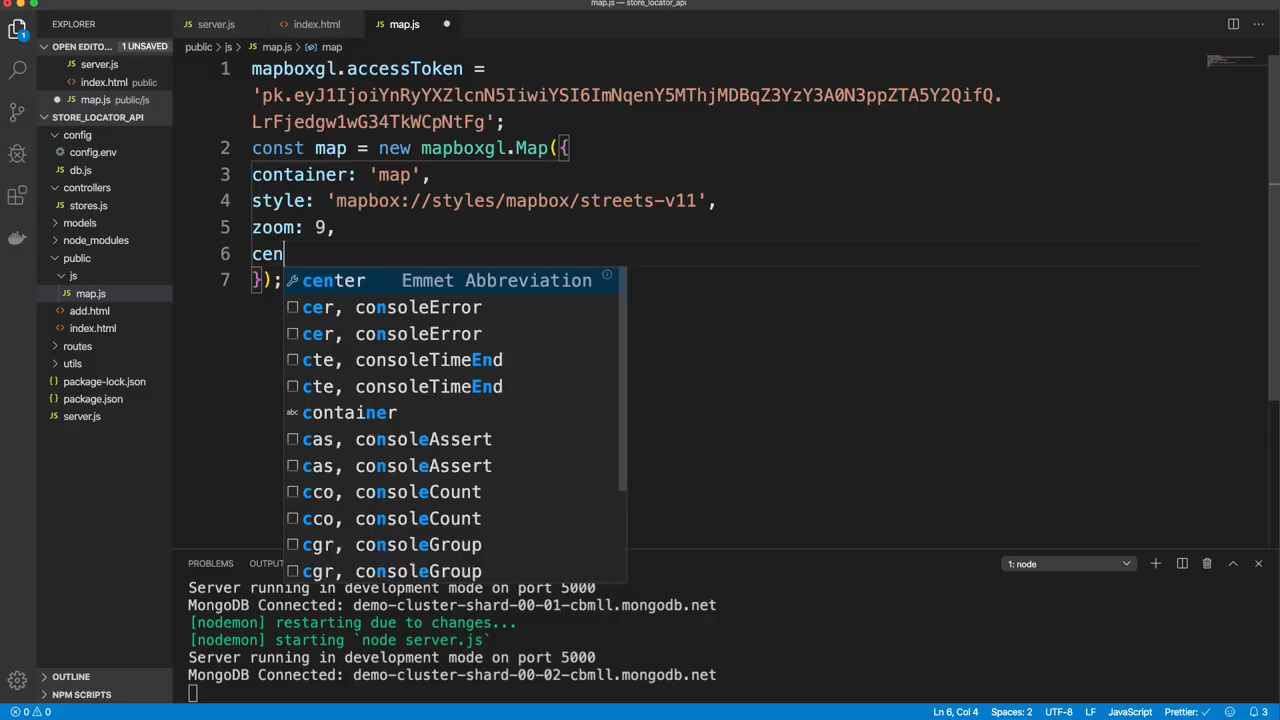 map.js — store_locator_api
EXPLORER
server.js
index.html
map.js
OPEN EDITO...
1 UNSAVED
server.js
index.html public
map.js public/js
STORE_LOCATOR_API
config
config.env
db.js
controllers
stores.js
models
node_modules
public
js
map.js
add.html
index.html
routes
utils
package-lock.json
package.json
server.js
OUTLINE
NPM SCRIPTS
public > js > map.js > map
1 mapboxgl.accessToken =
'pk.eyJ1IjoiYnRyYXZlcnN5IiwiYSI6ImNqenY5MThjMDBqZ3YzY3A0N3ppZTA5Y2QifQ.
LrFjedgw1wG34TkWCpNtFg';
2 const map = new mapboxgl.Map({
3 container: 'map',
4 style: 'mapbox://styles/mapbox/streets-v11',
5 zoom: 9,
6 cen
7 });
center Emmet Abbreviation
cer, consoleError
cer, consoleError
cte, consoleTimeEnd
cte, consoleTimeEnd
container
cas, consoleAssert
cas, consoleAssert
cco, consoleCount
cco, consoleCount
cgr, consoleGroup
cgr, consoleGroup
PROBLEMS
OUTPU
1: node
Server running in development mode on port 5000
MongoDB Connected: demo-cluster-shard-00-01-cbmll.mongodb.net
[nodemon] restarting due to changes...
[nodemon] starting `node server.js`
Server running in development mode on port 5000
MongoDB Connected: demo-cluster-shard-00-02-cbmll.mongodb.net
0 0
Ln 6, Col 4
Spaces: 2
UTF-8
LF
JavaScript
Prettier: ✓
3